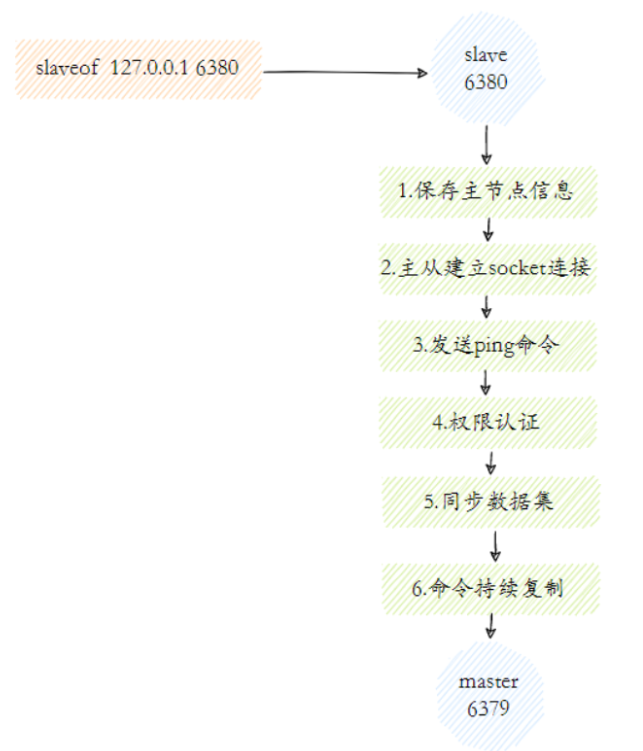 slaveof 127.0.0.1 6380
slave
6380
1.保存主节点信息
2.主从建立socket连接
3.发送ping命令
4.权限认证
5.同步数据集
6.命令持续复制
master
6379